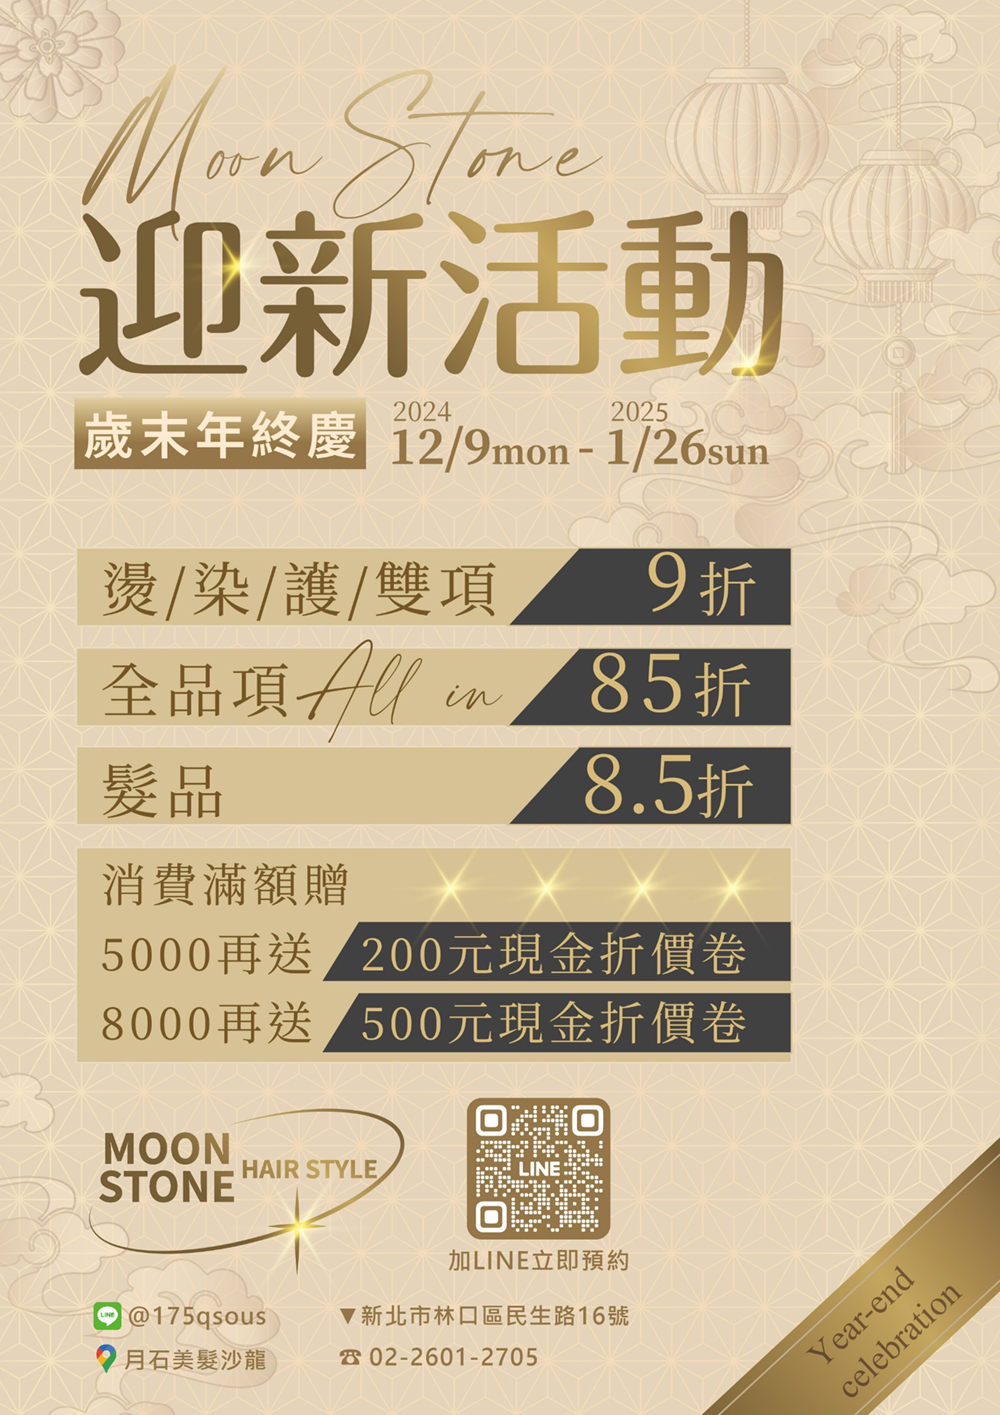 Moon Stone
迎新活動
歲末年終慶
2024 2025
12/9mon - 1/26sun
燙/染/護/雙項 9折
全品項 All in 85折
髮品 8.5折
消費滿額贈
5000再送 200元現金折價卷
8000再送 500元現金折價卷
MOON
STONE HAIR STYLE
LINE
加LINE立即預約
LINE @175qsous
▼新北市林口區民生路16號
月石美髮沙龍
☎ 02-2601-2705
Year-end
celebration